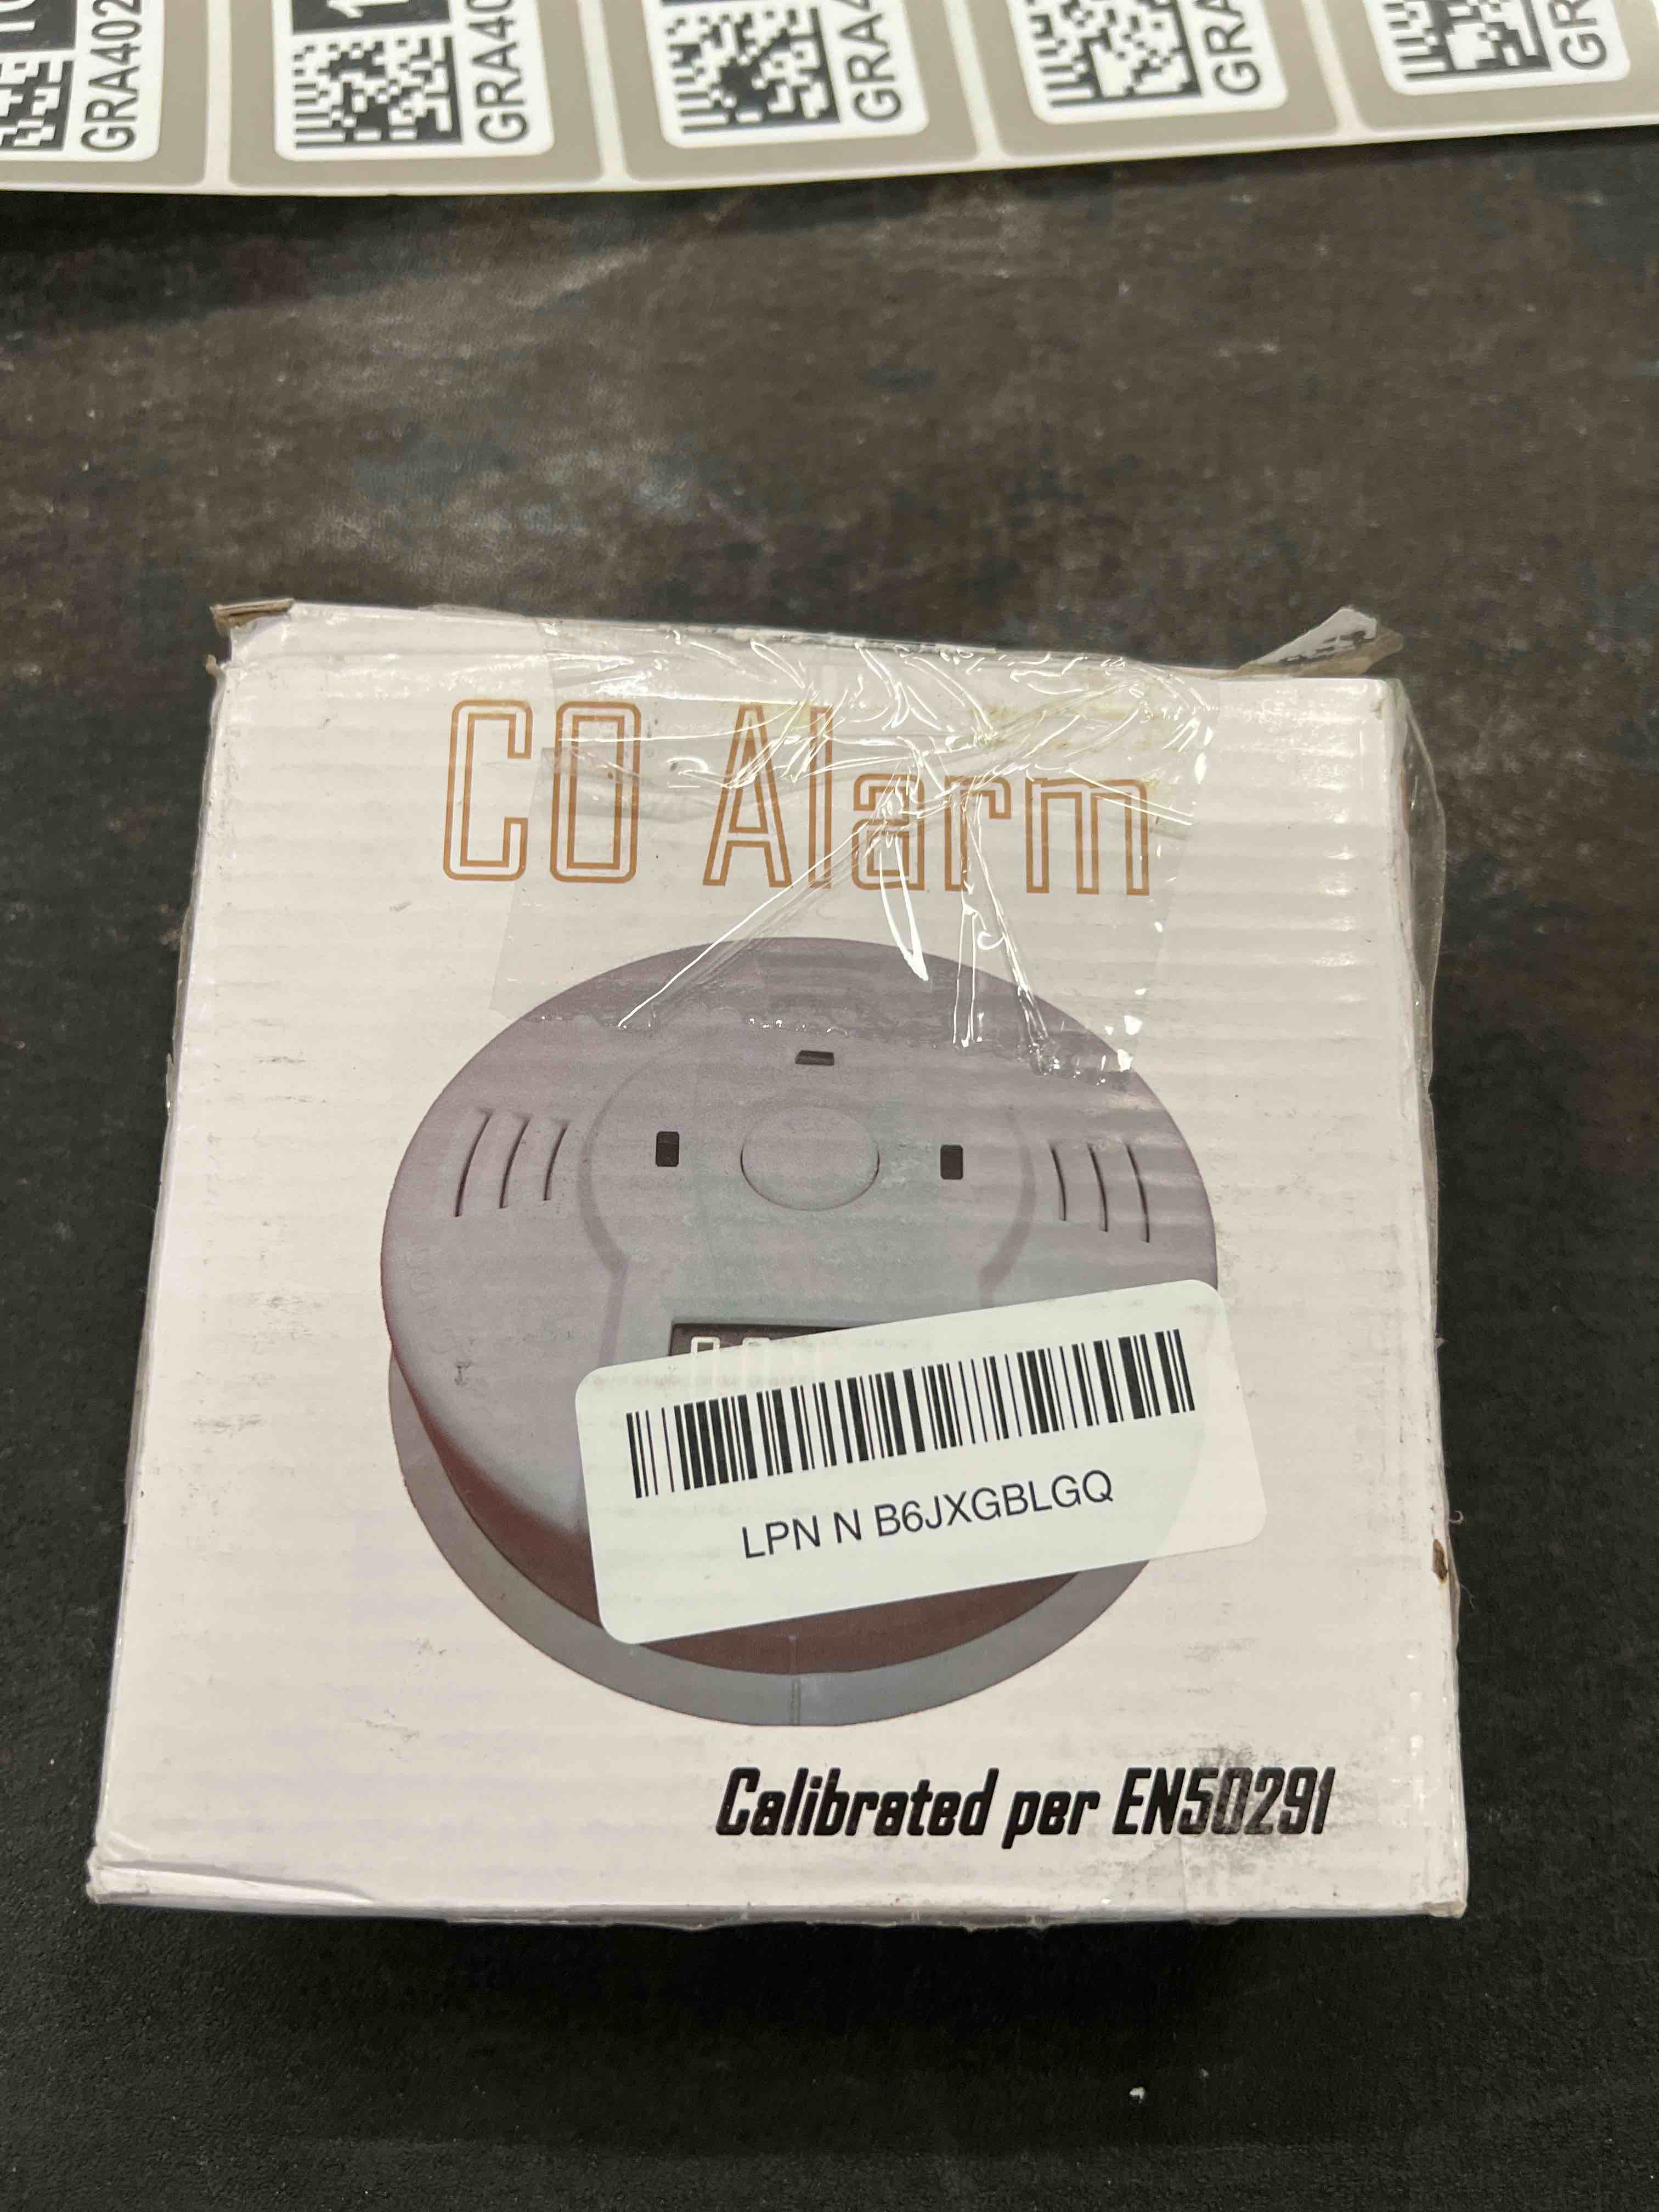 GRA402
GRA40
GRA4
GRA
GR
CO Alarm
LPN N B6JXGBLGQ
Calibrated per EN50291